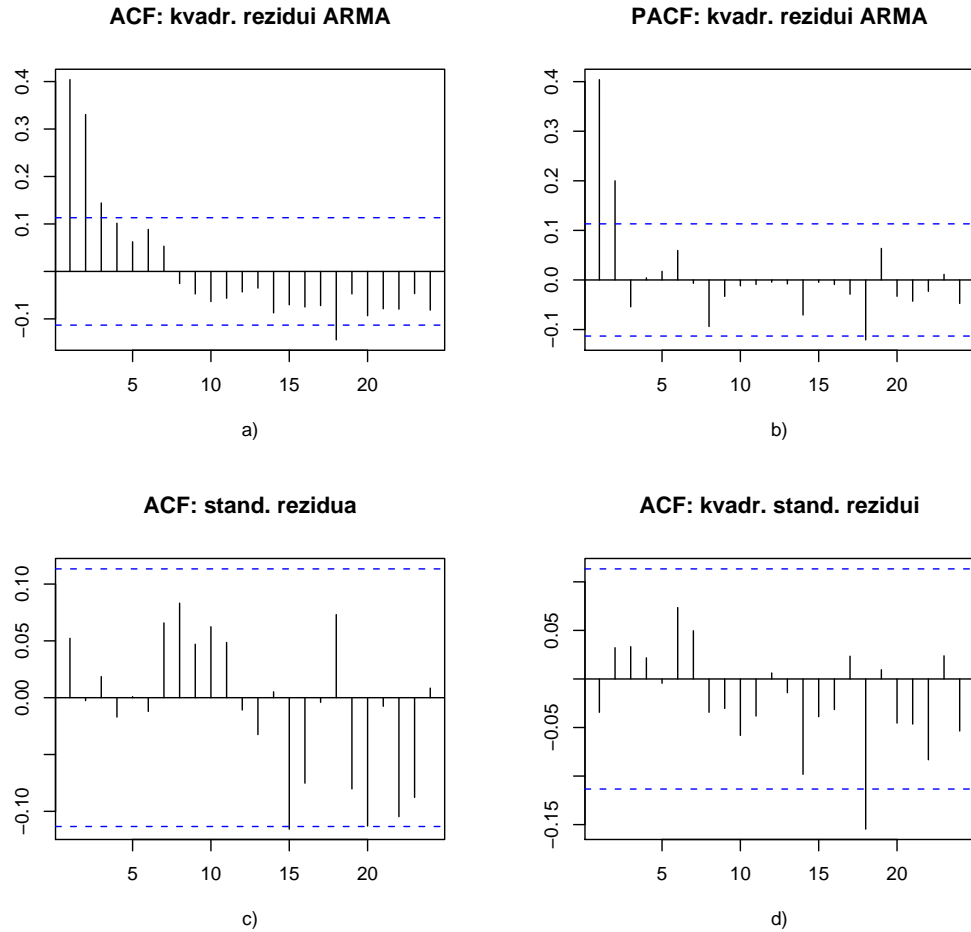 ACF: kvadr. rezidui ARMA
0.4
0.3
0.2
0.1
−0.1
5 10 15 20
a)
PACF: kvadr. rezidui ARMA
0.4
0.3
0.2
0.1
0.0
−0.1
5 10 15 20
b)
ACF: stand. rezidua
0.10
0.05
0.00
−0.10
5 10 15 20
c)
ACF: kvadr. stand. rezidui
0.05
−0.05
−0.15
5 10 15 20
d)